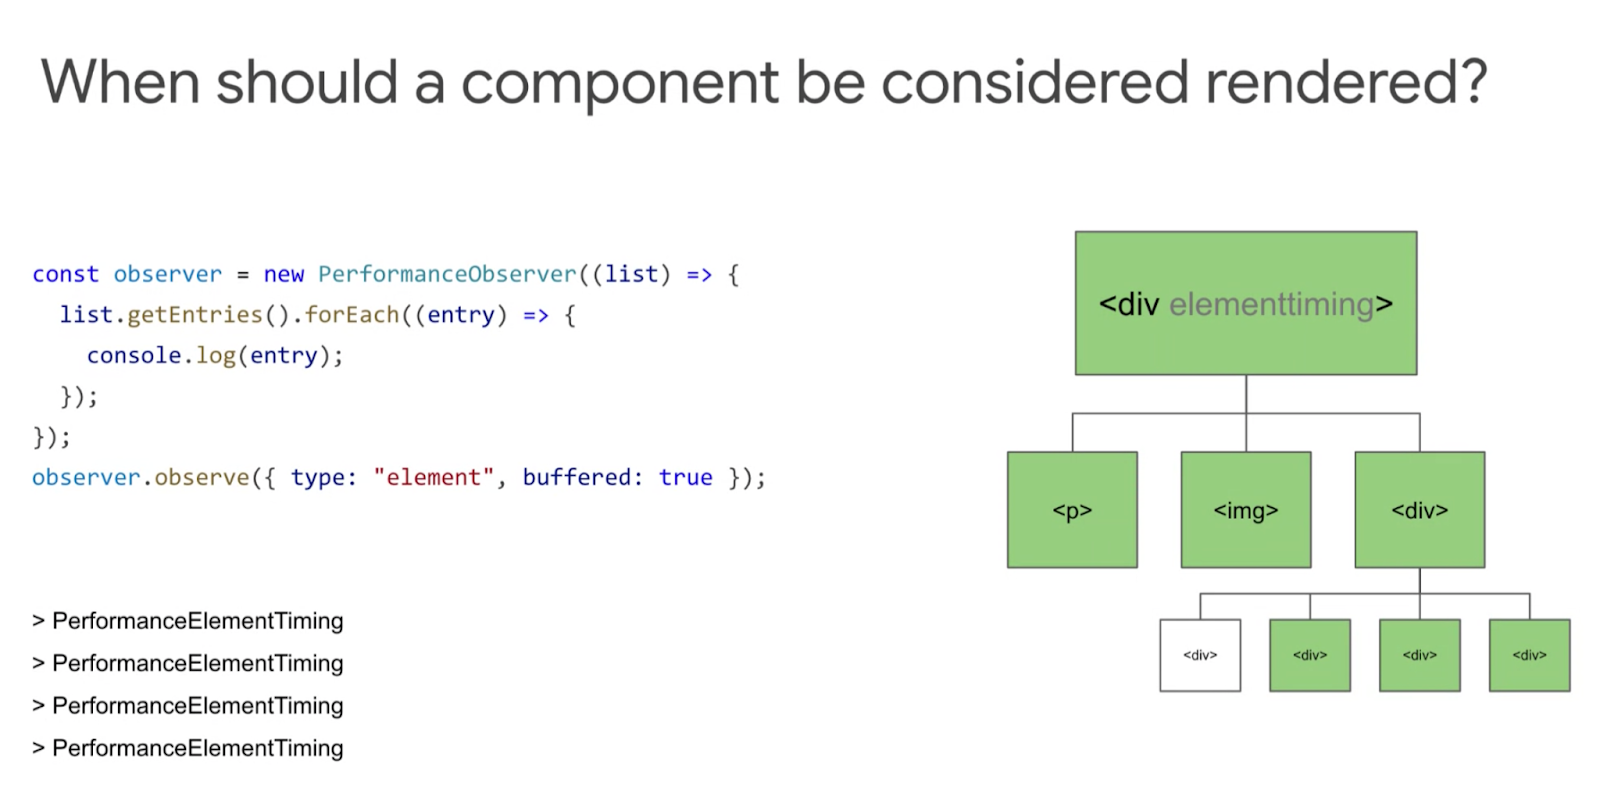 When should a component be considered rendered?
const observer = new PerformanceObserver((list) => {
list.getEntries().forEach((entry) => {
console.log(entry);
});
});
observer.observe({ type: "element", buffered: true });
> PerformanceElementTiming
> PerformanceElementTiming
> PerformanceElementTiming
> PerformanceElementTiming
<div elementtiming>
<p>
<img>
<div>
<div>
<div>
<div>
<div>